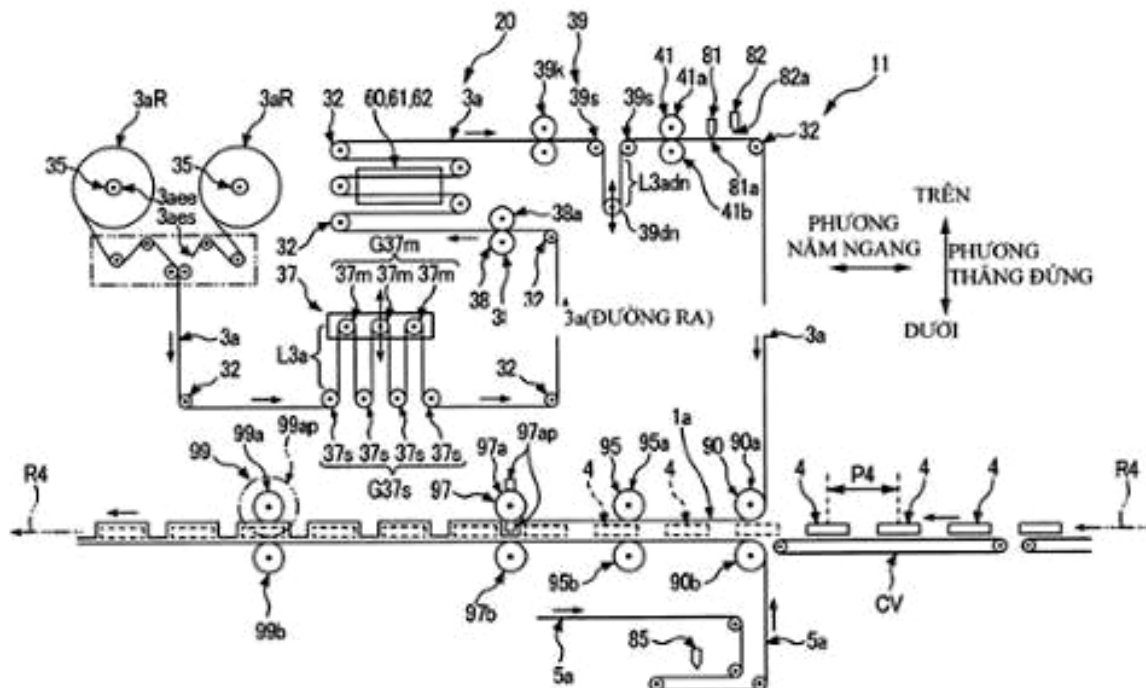 20
39
39k
3aR
3aR
32
60,61,62
3a
39s
39s
41
41a
81
82
82a
11
32
35
35
3aee
3aes
L3adn
81a
41b
39dn
TRÊN
PHƯƠNG
NẰM NGANG
PHƯƠNG
THẲNG ĐỨNG
DƯỚI
32
38a
G37m
37
37m
37m
37m
38
32
3a(ĐƯỜNG RA)
3a
L3a
3a
32
32
37s
37s
37s
37s
G37s
99
99a
99ap
97a
97ap
97
4
95
95a
4
1a
90
90a
4
P4
4
4
R4
R4
99b
97b
95b
90b
CV
5a
85
5a